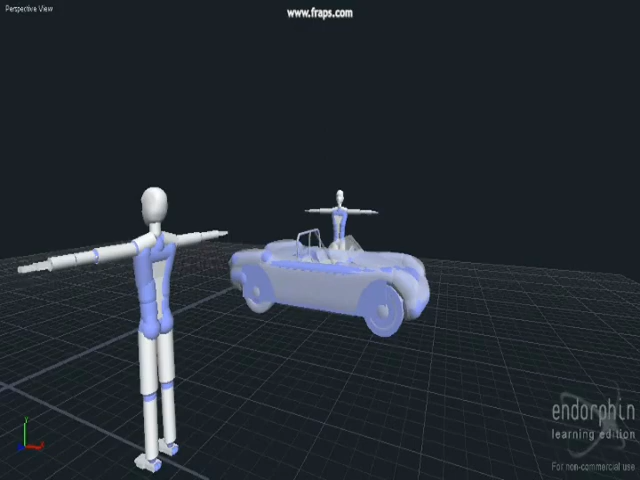 Perspective View
www.fraps.com
endorphin
learning edition
For non-commercial use